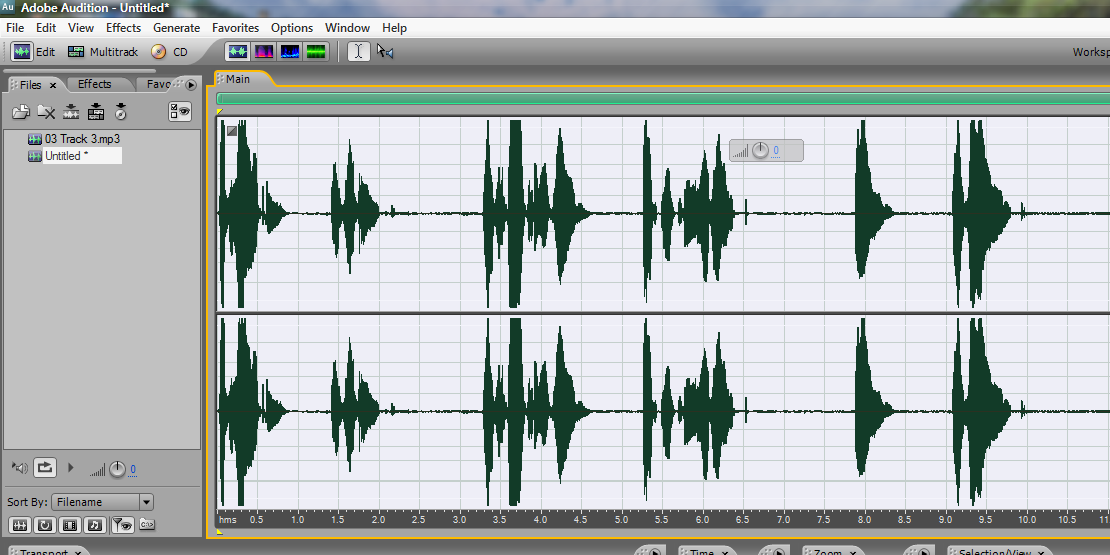 Au Adobe Audition - Untitled*
File Edit View Effects Generate Favorites Options Window Help
Edit Multitrack CD Worksp
Files × Effects Favo
Main
03 Track 3.mp3
Untitled *
0
0
Sort By: Filename
hms 0.5 1.0 1.5 2.0 2.5 3.0 3.5 4.0 4.5 5.0 5.5 6.0 6.5 7.0 7.5 8.0 8.5 9.0 9.5 10.0 10.5 11
Transport × Time × Zoom × Selection/View ×